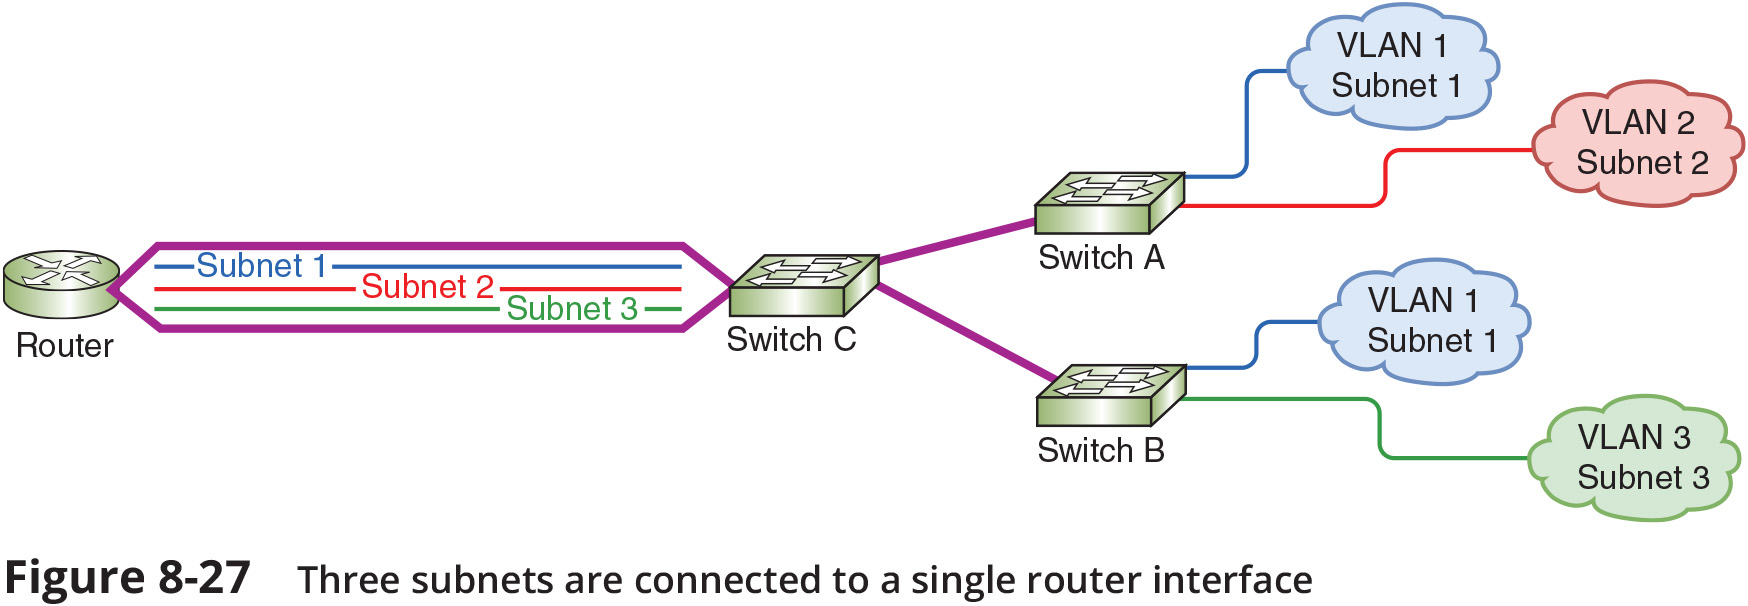 VLAN 1
Subnet 1
VLAN 2
Subnet 2
Switch A
Subnet 1
Subnet 2
Subnet 3
Router
Switch C
VLAN 1
Subnet 1
Switch B
VLAN 3
Subnet 3
Figure 8-27 Three subnets are connected to a single router interface